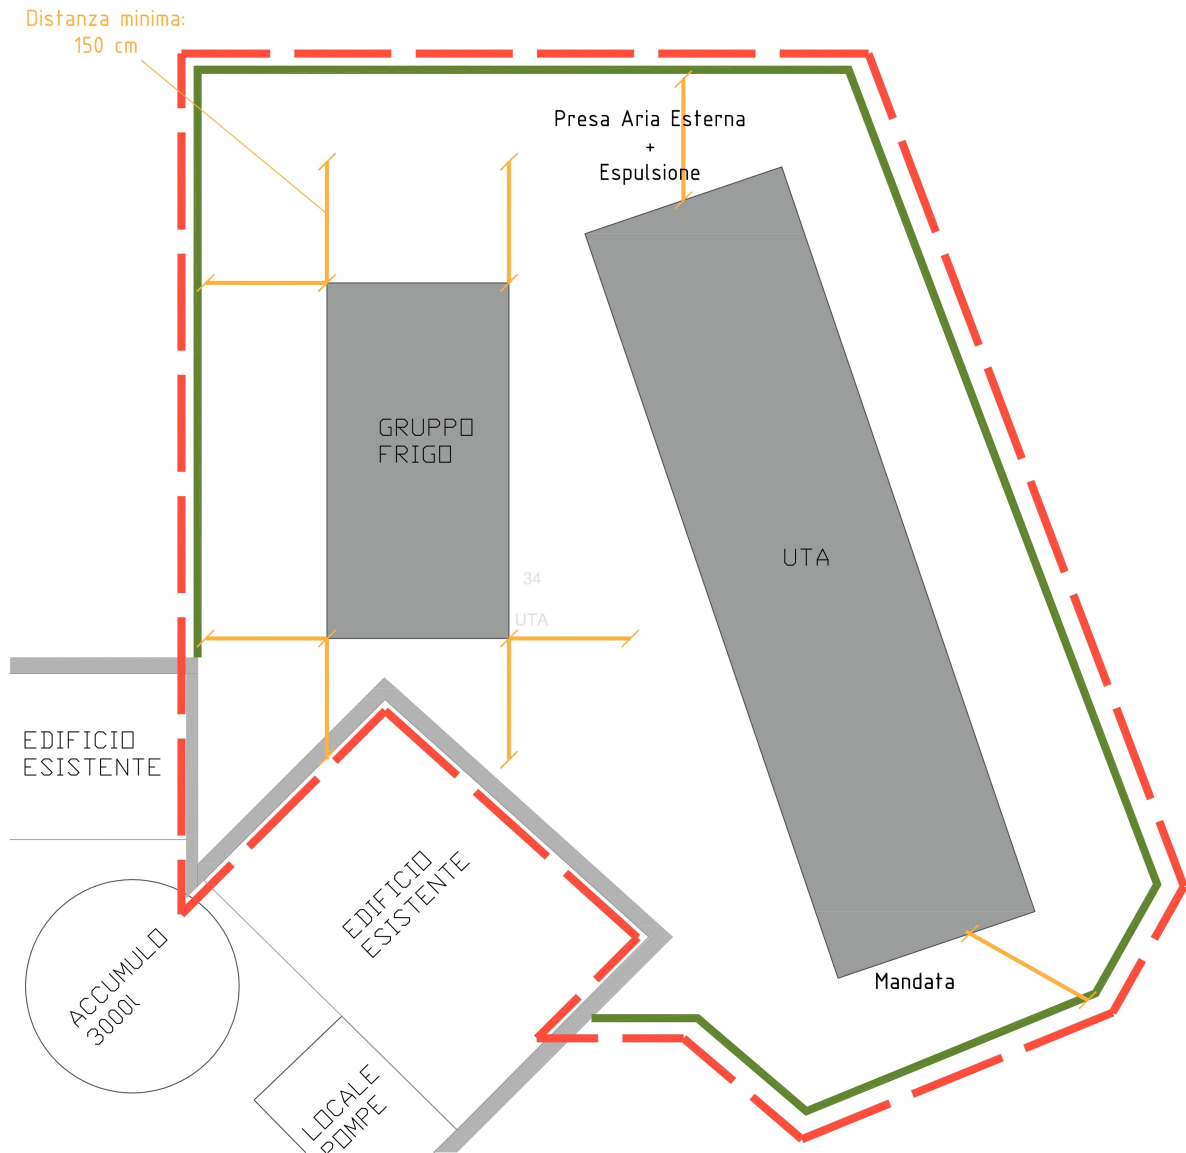 Distanza minima:
150 cm
Presa Aria Esterna
+
Espulsione
GRUPPO
FRIGO
UTA
34
UTA
EDIFICIO
ESISTENTE
EDIFICIO
ESISTENTE
ACCUMULO
3000l
Mandata
LOCALE
POMPE